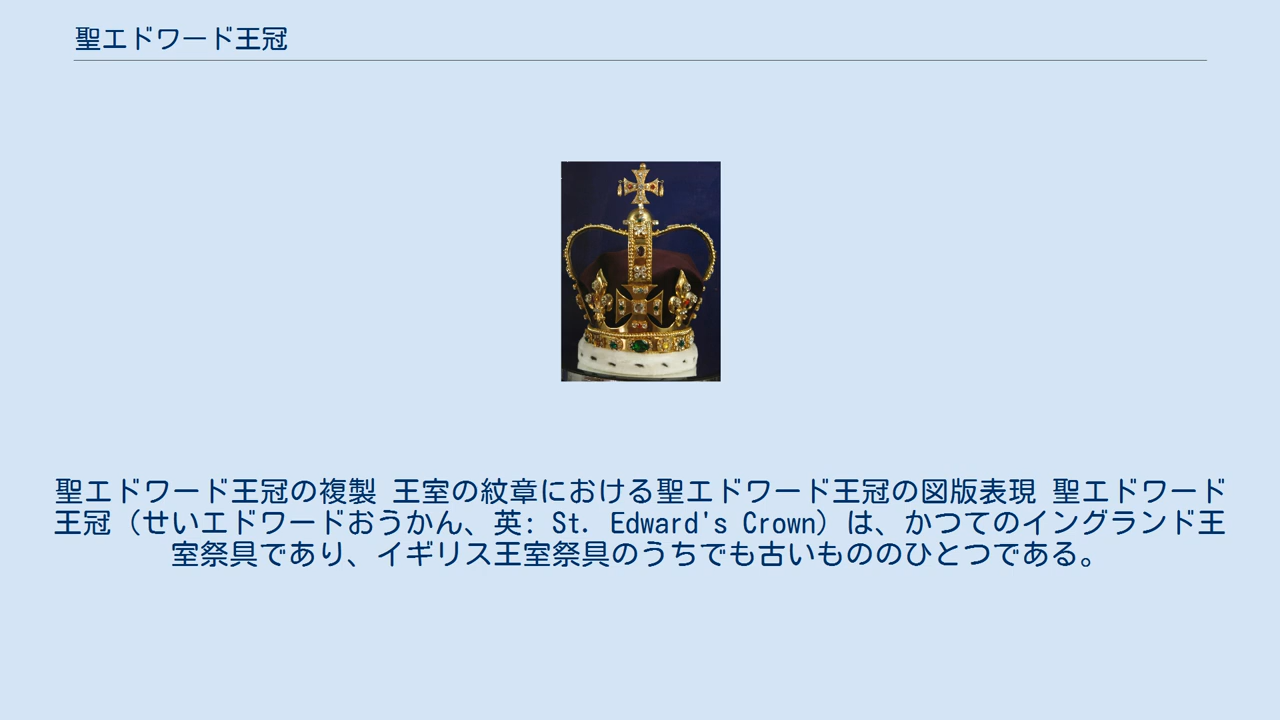 聖エドワード王冠
聖エドワード王冠の複製 王室の紋章における聖エドワード王冠の図版表現 聖エドワード
王冠（せいエドワードおうかん、英: St. Edward's Crown）は、かつてのイングランド王
室祭具であり、イギリス王室祭具のうちでも古いもののひとつである。